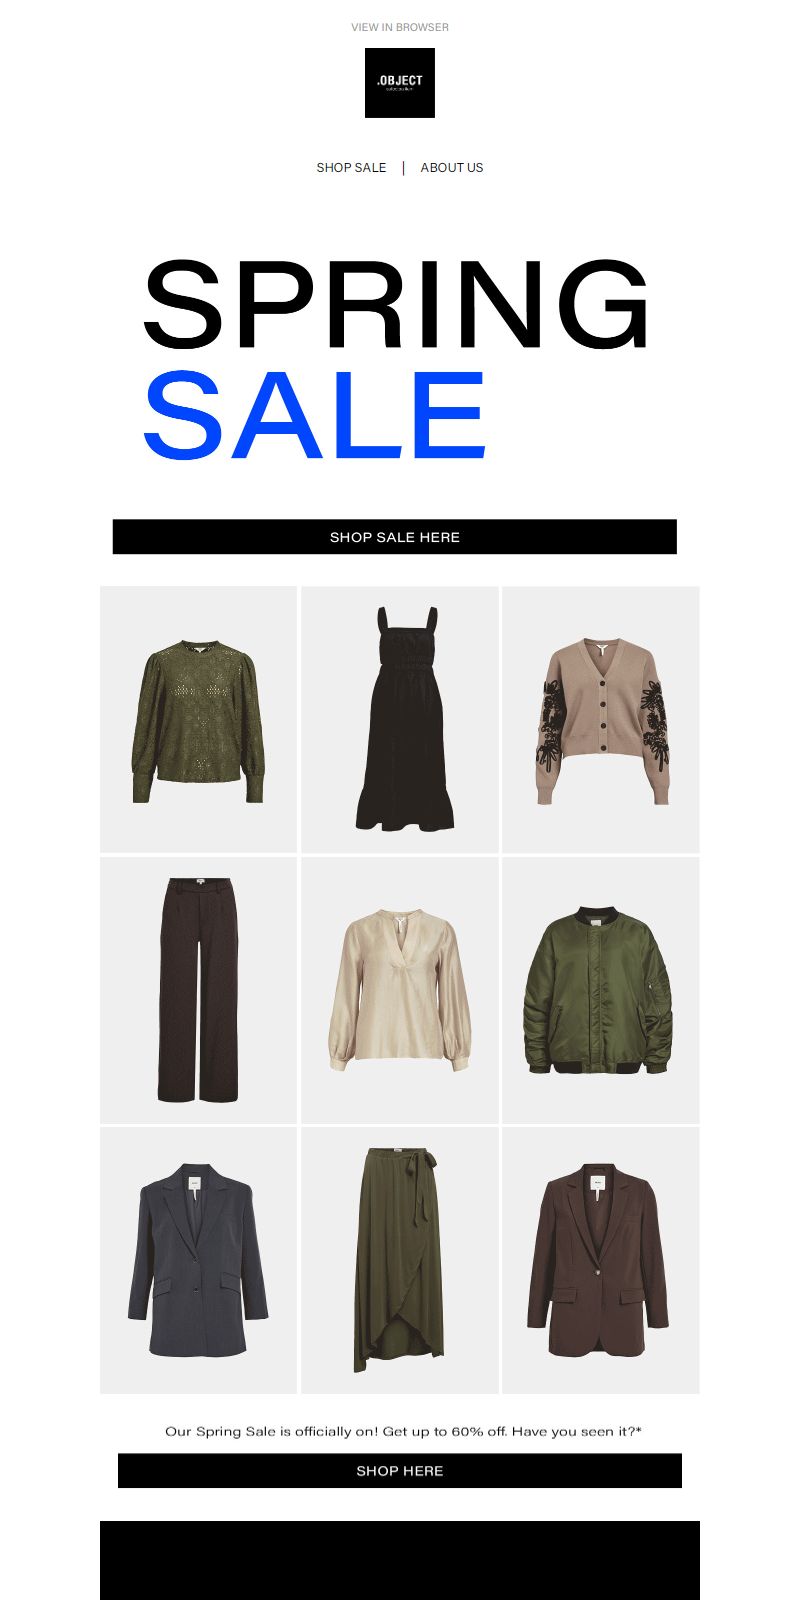 VIEW IN BROWSER
.OBJECT
SHOP SALE | ABOUT US
SPRING
SALE
SHOP SALE HERE
Our Spring Sale is officially on! Get up to 60% off. Have you seen it?*
SHOP HERE